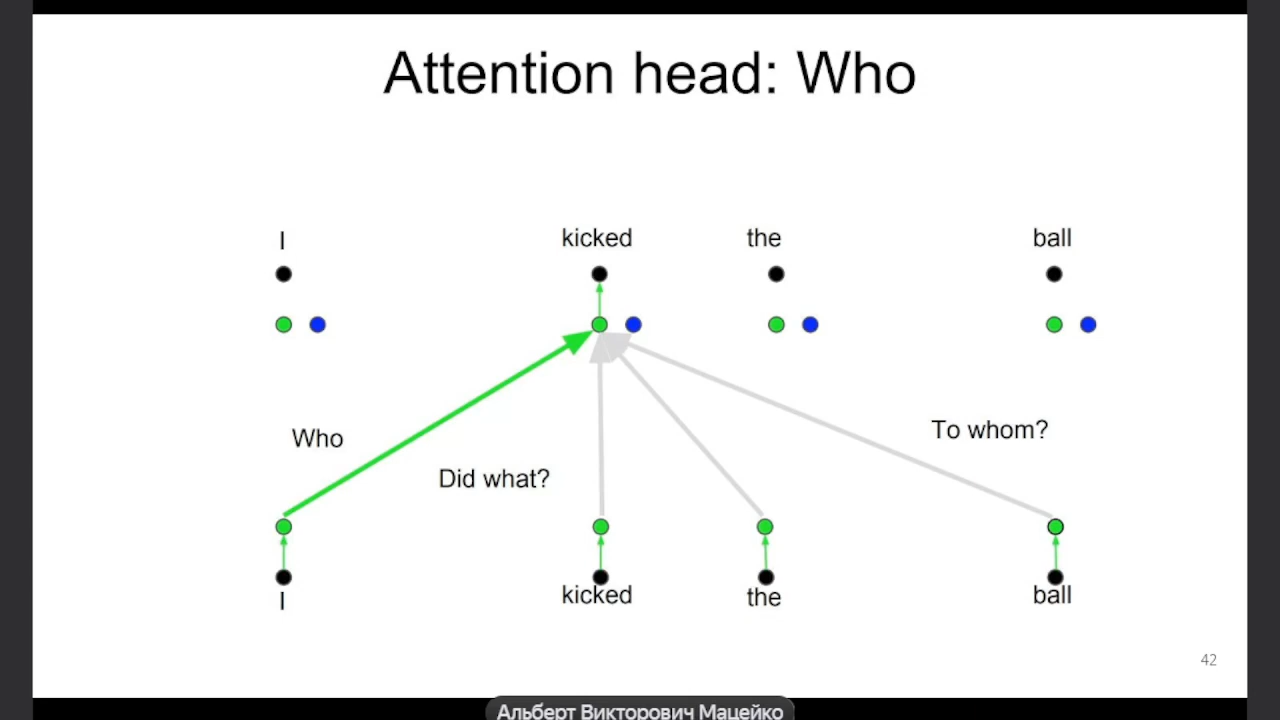 Attention head: Who
I kicked the ball
Who
Did what?
To whom?
I kicked the ball
42
Альберт Викторович Мацейко